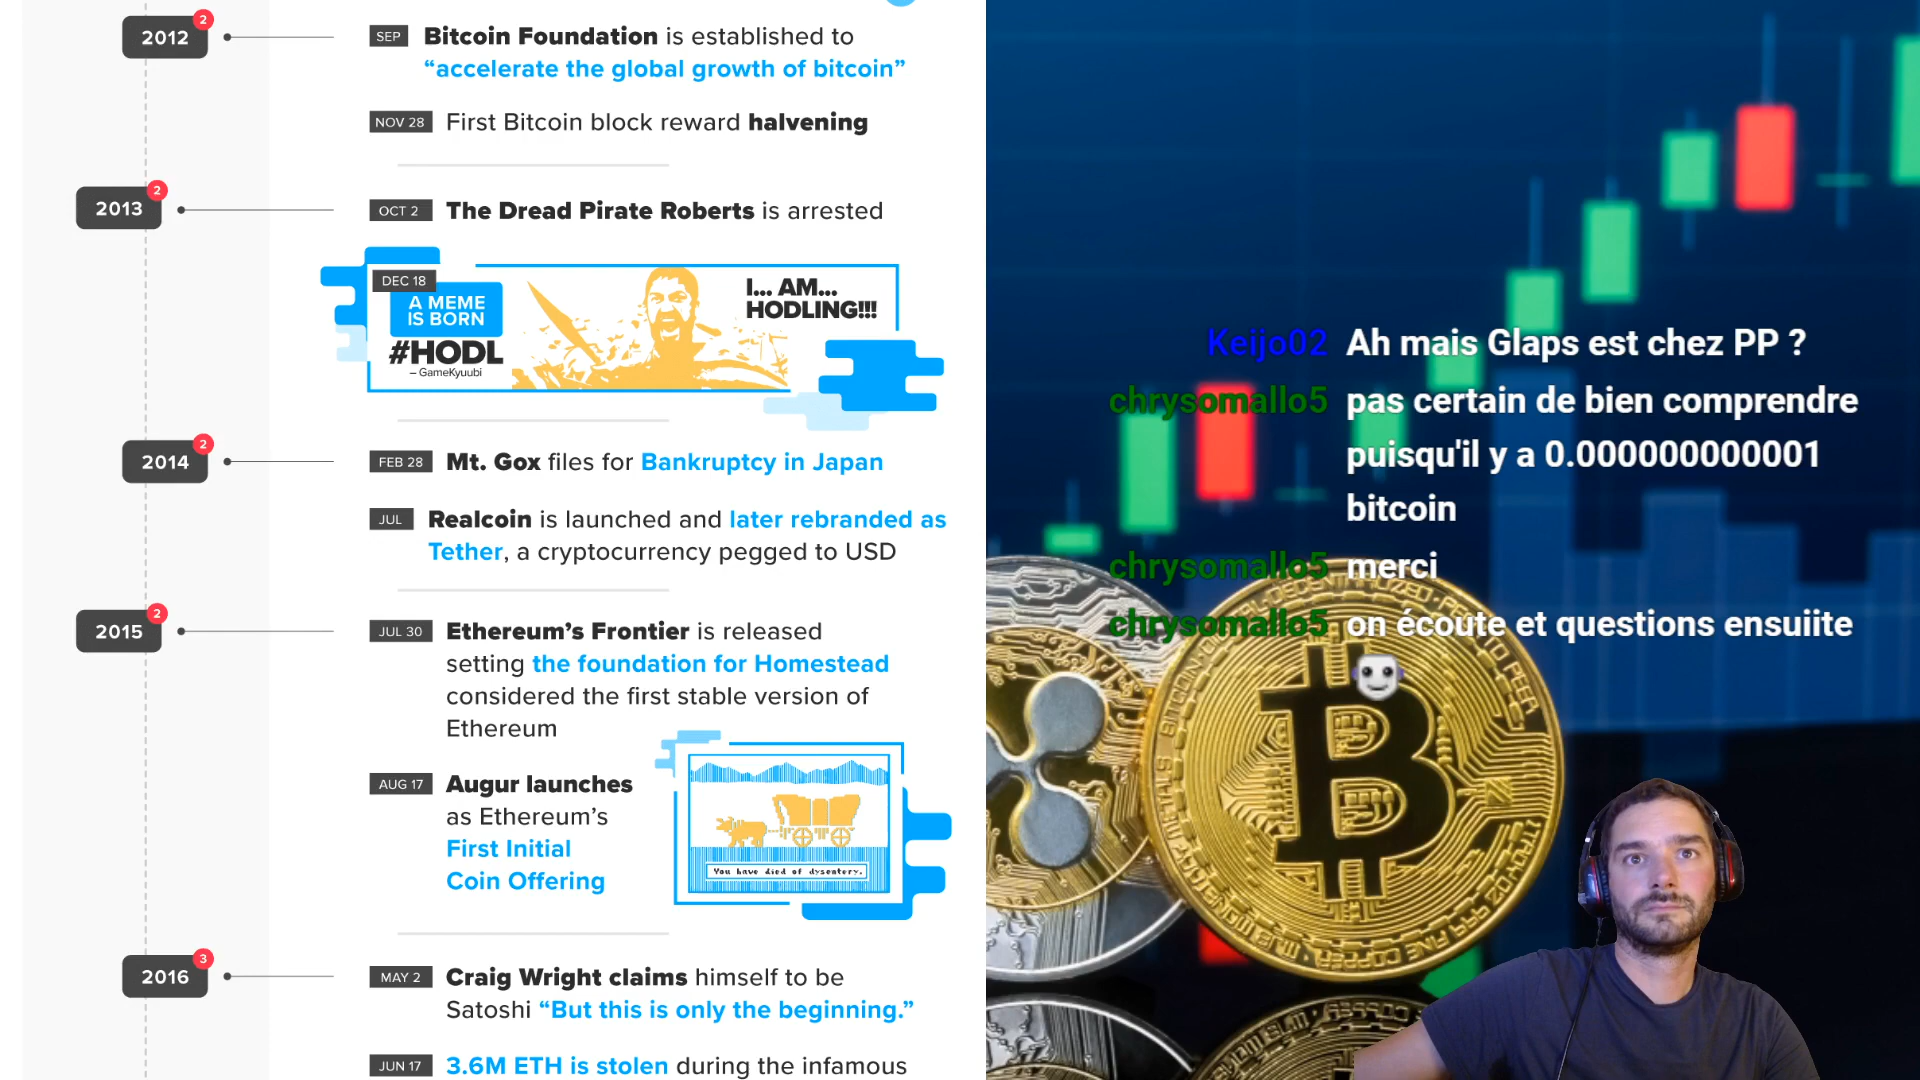 2012
2
SEP
Bitcoin Foundation is established to
“accelerate the global growth of bitcoin”
NOV 28
First Bitcoin block reward halvening
2013
2
OCT 2
The Dread Pirate Roberts is arrested
DEC 18
A MEME
IS BORN
#HODL
– GameKyuubi
I... AM...
HODLING!!!
2014
2
FEB 28
Mt. Gox files for Bankruptcy in Japan
JUL
Realcoin is launched and later rebranded as
Tether, a cryptocurrency pegged to USD
2015
2
JUL 30
Ethereum’s Frontier is released
setting the foundation for Homestead
considered the first stable version of
Ethereum
AUG 17
Augur launches
as Ethereum’s
First Initial
Coin Offering
You have died of dysentery.
2016
3
MAY 2
Craig Wright claims himself to be
Satoshi “But this is only the beginning.”
JUN 17
3.6M ETH is stolen during the infamous
Keijo02 Ah mais Glaps est chez PP ?
chrysomallo5 pas certain de bien comprendre
puisqu'il y a 0.000000000001
bitcoin
chrysomallo5 merci
chrysomallo5 on écoute et questions ensuiite